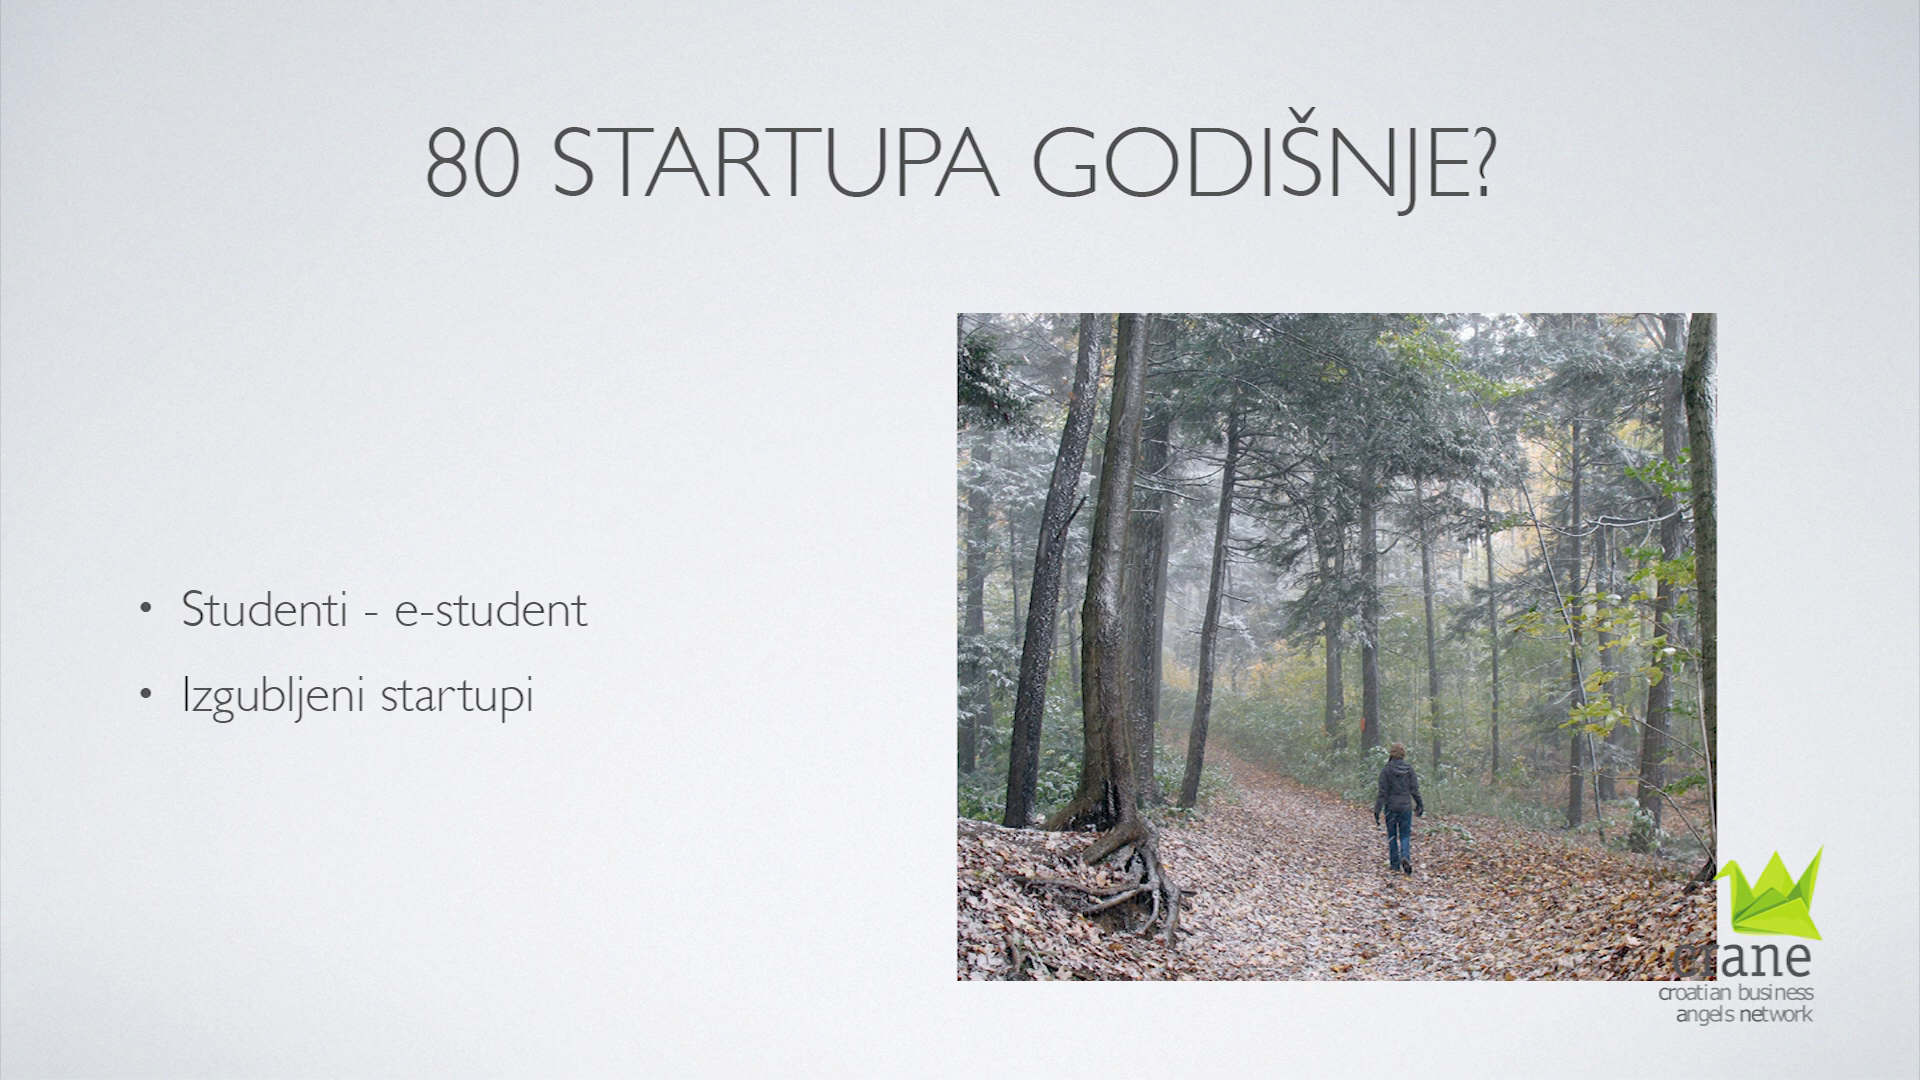 80 STARTUPA GODIŠNJE?
• Studenti - e-student
• Izgubljeni startupi
crane
croatian business
angels network